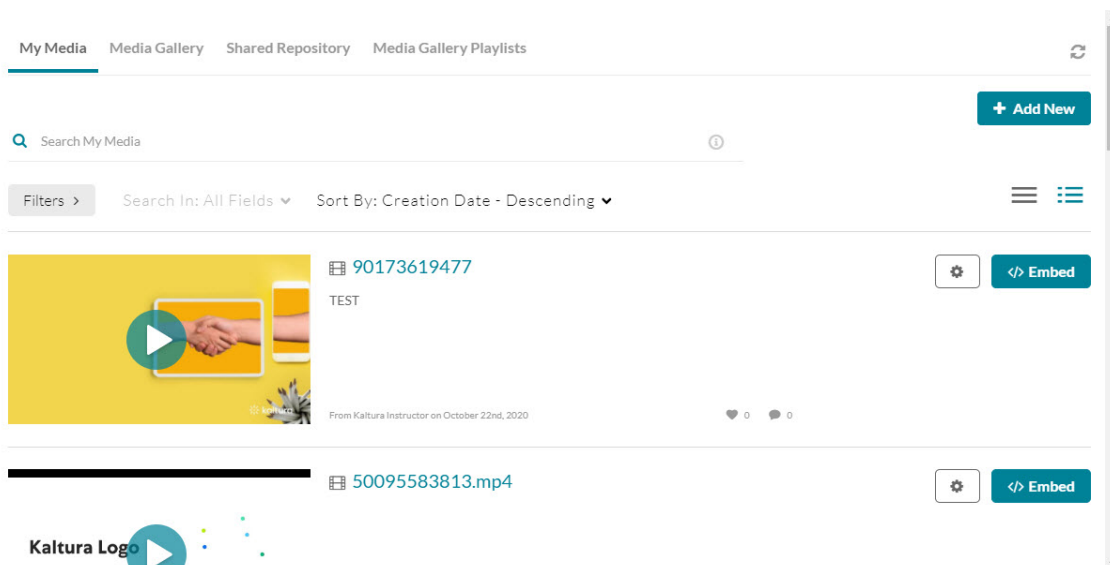 My Media Media Gallery Shared Repository Media Gallery Playlists
+ Add New
Search My Media
Filters > Search In: All Fields Sort By: Creation Date - Descending
90173619477
</> Embed
TEST
kaltura
From Kaltura Instructor on October 22nd, 2020 0 0
50095583813.mp4
</> Embed
Kaltura Logo